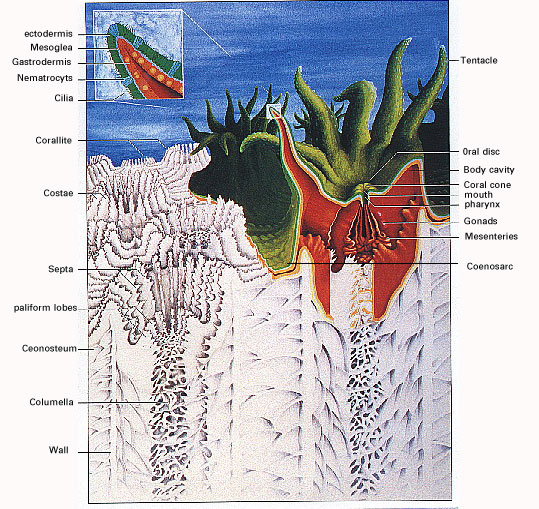 ectodermis
Mesoglea
Gastrodermis
Nematrocyts
Cilia
Corallite
Costae
Septa
paliform lobes
Ceonosteum
Columella
Wall
Tentacle
0ral disc
Body cavity
Coral cone
mouth
pharynx
Gonads
Mesenteries
Coenosarc